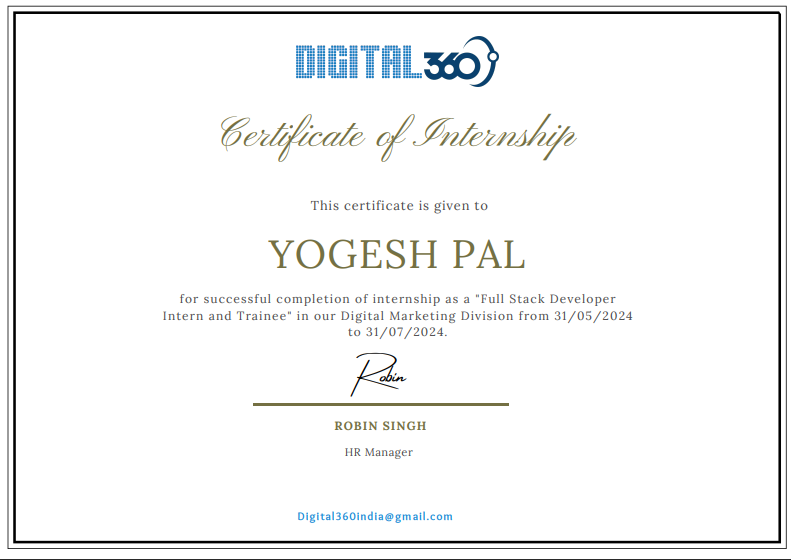 DIGITAL360
Certificate of Internship
This certificate is given to
YOGESH PAL
for successful completion of internship as a "Full Stack Developer
Intern and Trainee" in our Digital Marketing Division from 31/05/2024
to 31/07/2024.
Robin
ROBIN SINGH
HR Manager
Digital360india@gmail.com